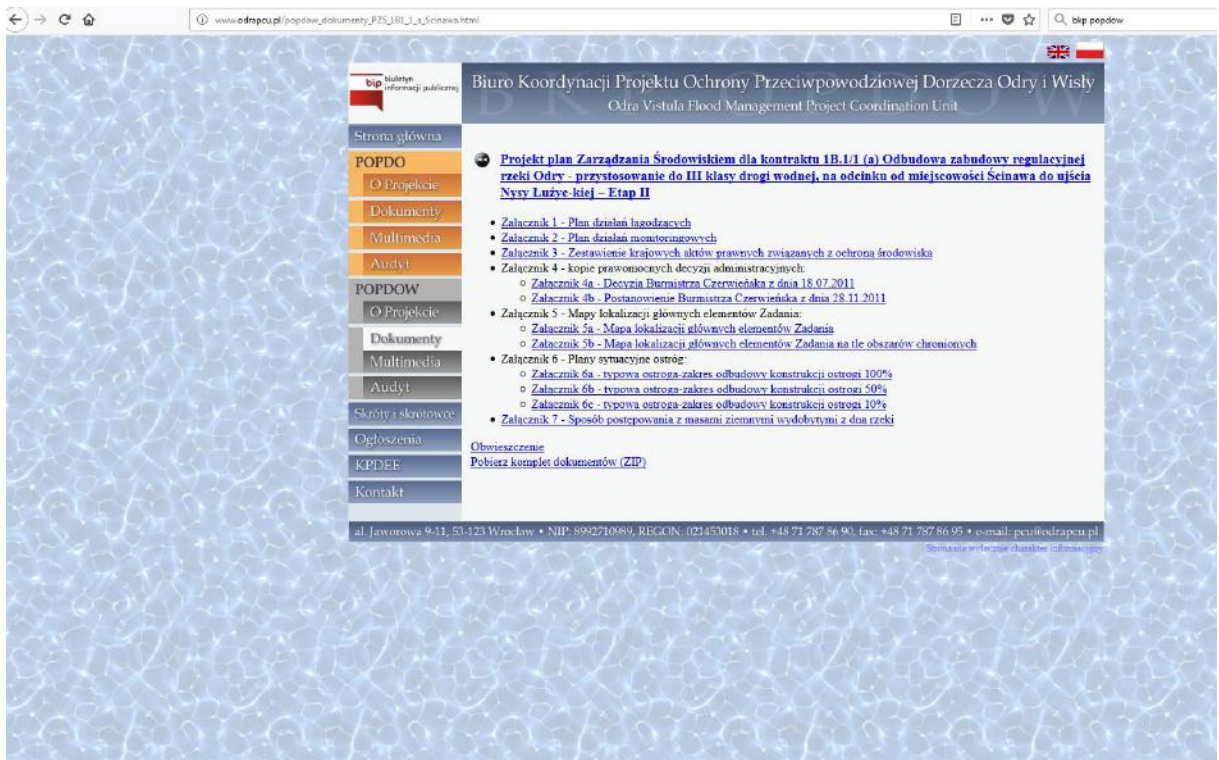 www.odrapcu.pl/popdow_dokumenty_PZS_1B1_1_a_Scinawa.html
bkp popdow
bip biuletyn
informacji publicznej
Biuro Koordynacji Projektu Ochrony Przeciwpowodziowej Dorzecza Odry i Wisły
Odra Vistula Flood Management Project Coordination Unit
Strona główna
POPDO
O Projekcie
Dokumenty
Multimedia
Audyt
POPDOW
O Projekcie
Dokumenty
Multimedia
Audyt
Skróty i skrótowce
Ogłoszenia
KPDEE
Kontakt
Projekt plan Zarządzania Środowiskiem dla kontraktu 1B.1/1 (a) Odbudowa zabudowy regulacyjnej
rzeki Odry - przystosowanie do III klasy drogi wodnej, na odcinku od miejscowości Ścinawa do ujścia
Nysy Łużyc-kiej – Etap II
Załącznik 1 - Plan działań łagodzących
Załącznik 2 - Plan działań monitoringowych
Załącznik 3 - Zestawienie krajowych aktów prawnych związanych z ochroną środowiska
Załącznik 4 - kopie prawomocnych decyzji administracyjnych:
Załącznik 4a - Decyzja Burmistrza Czerwieńska z dnia 18.07.2011
Załącznik 4b - Postanowienie Burmistrza Czerwieńska z dnia 28.11.2011
Załącznik 5 - Mapy lokalizacji głównych elementów Zadania:
Załącznik 5a - Mapa lokalizacji głównych elementów Zadania
Załącznik 5b - Mapa lokalizacji głównych elementów Zadania na tle obszarów chronionych
Załącznik 6 - Plany sytuacyjne ostróg:
Załącznik 6a - typowa ostroga-zakres odbudowy konstrukcji ostrogi 100%
Załącznik 6b - typowa ostroga-zakres odbudowy konstrukcji ostrogi 50%
Załącznik 6c - typowa ostroga-zakres odbudowy konstrukcji ostrogi 10%
Załącznik 7 - Sposób postępowania z masami ziemnymi wydobytymi z dna rzeki
Obwieszczenie
Pobierz komplet dokumentów (ZIP)
al. Jaworowa 9-11, 53-123 Wrocław • NIP: 8992710989, REGON: 021453018 • tel. +48 71 787 86 90, fax: +48 71 787 86 95 • e-mail: pcu@odrapcu.pl
Strona ma wyłącznie charakter informacyjny